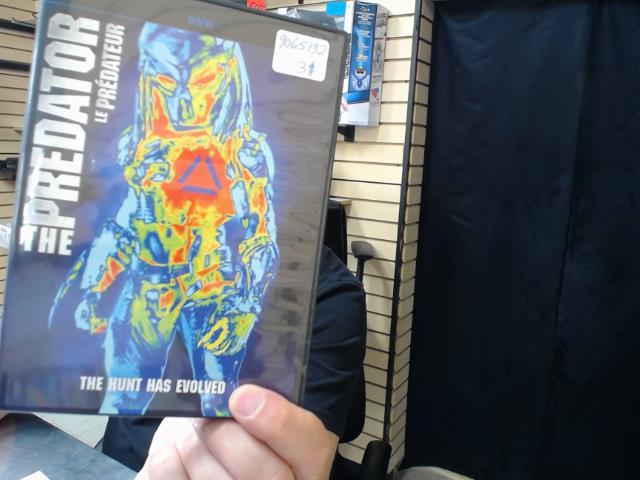 DVD
9065132
3$
THE PREDATOR
LE PRÉDATEUR
THE HUNT HAS EVOLVED